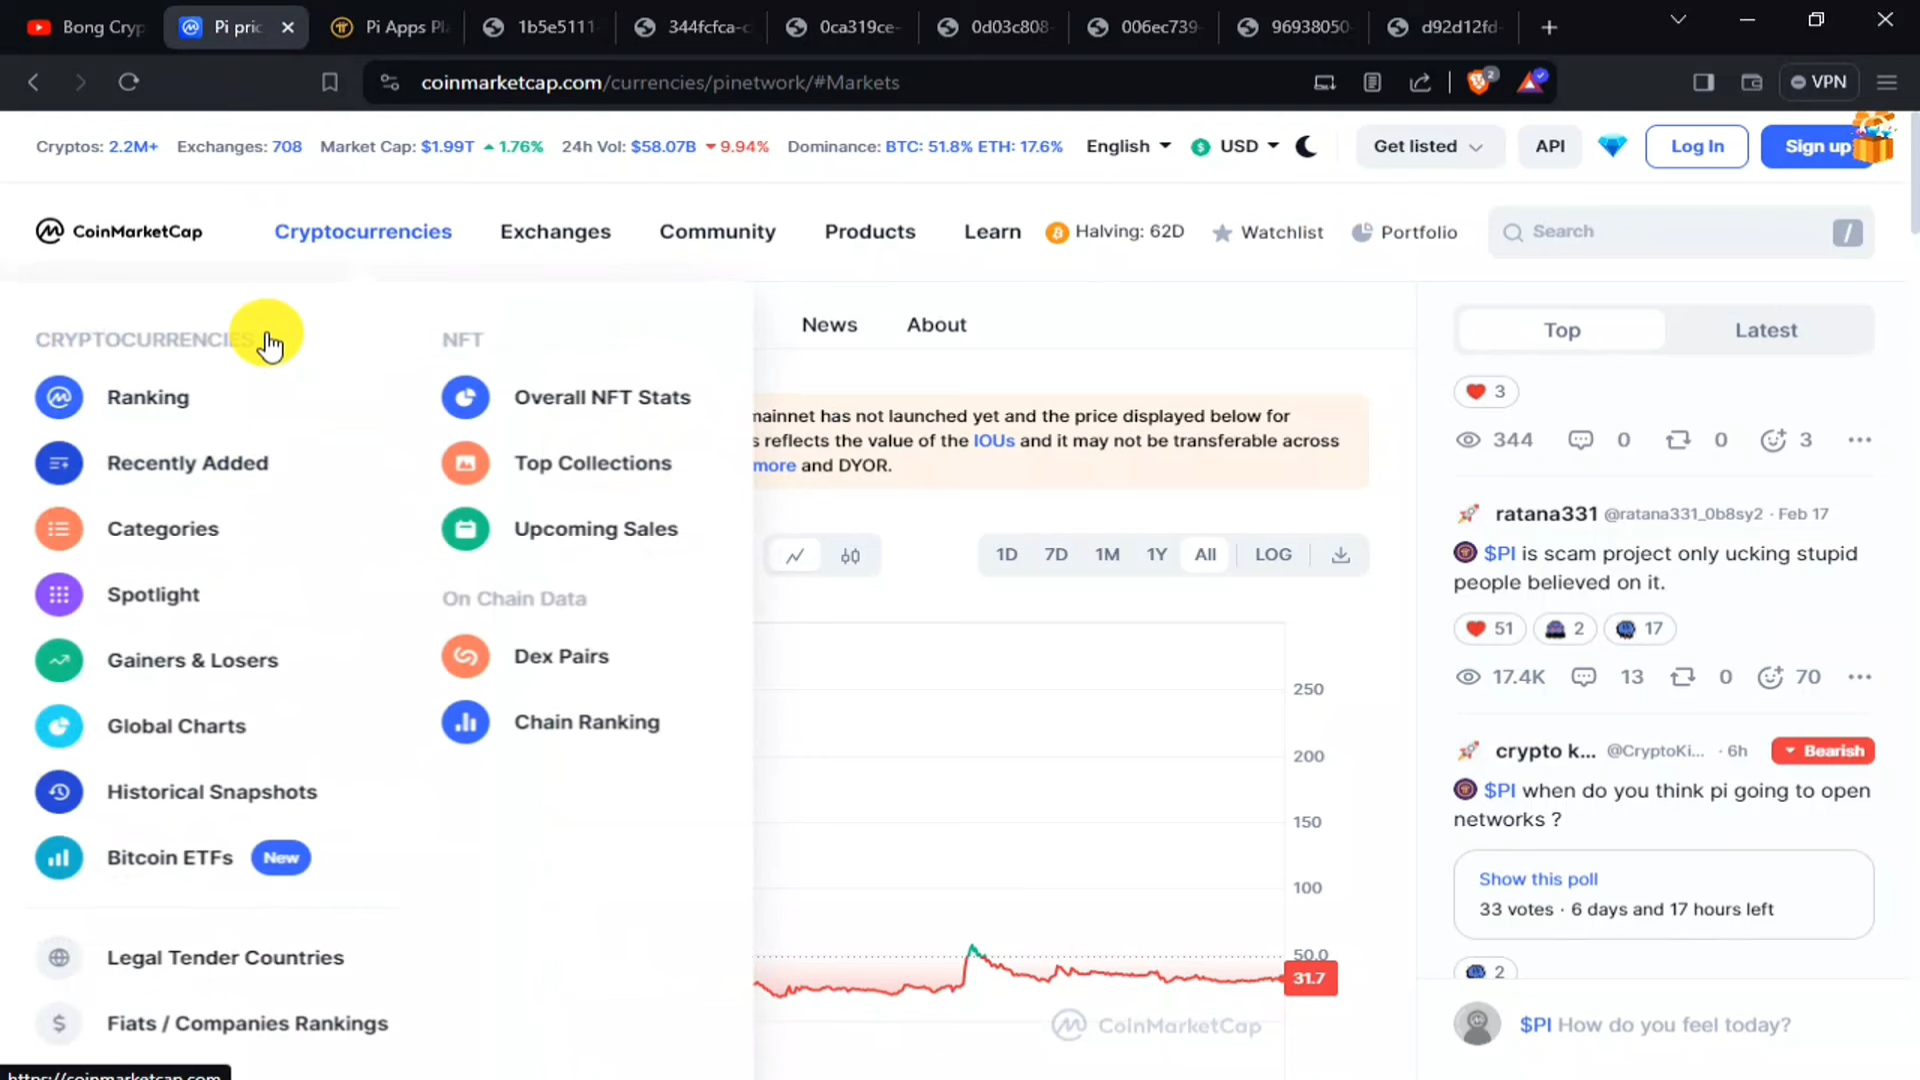 Bong Cryp
Pi pric
Pi Apps Pla
1b5e5111-
344fcfca-c
0ca319ce-
0d03c808-
006ec739-
96938050-
d92d12fd-
coinmarketcap.com/currencies/pinetwork/#Markets
2
VPN
Cryptos: 2.2M+ Exchanges: 708 Market Cap: $1.99T 1.76% 24h Vol: $58.07B 9.94% Dominance: BTC: 51.8% ETH: 17.6%
English
USD
Get listed
API
Log In
Sign up
CoinMarketCap
Cryptocurrencies
Exchanges
Community
Products
Learn
Halving: 62D
Watchlist
Portfolio
Search
/
CRYPTOCURRENCIES
Ranking
Recently Added
Categories
Spotlight
Gainers & Losers
Global Charts
Historical Snapshots
Bitcoin ETFs New
Legal Tender Countries
Fiats / Companies Rankings
NFT
Overall NFT Stats
Top Collections
Upcoming Sales
On Chain Data
Dex Pairs
Chain Ranking
News
About
mainnet has not launched yet and the price displayed below for
s reflects the value of the IOUs and it may not be transferable across
more and DYOR.
1D
7D
1M
1Y
All
LOG
250
200
150
100
50.0
31.7
CoinMarketCap
Top
Latest
3
344 0 0 3
ratana331 @ratana331_0b8sy2 · Feb 17
$PI is scam project only ucking stupid
people believed on it.
51 2 17
17.4K 13 0 70
crypto k... @CryptoKi... · 6h Bearish
$PI when do you think pi going to open
networks ?
Show this poll
33 votes · 6 days and 17 hours left
2
$PI How do you feel today?
https://coinmarketcap.com